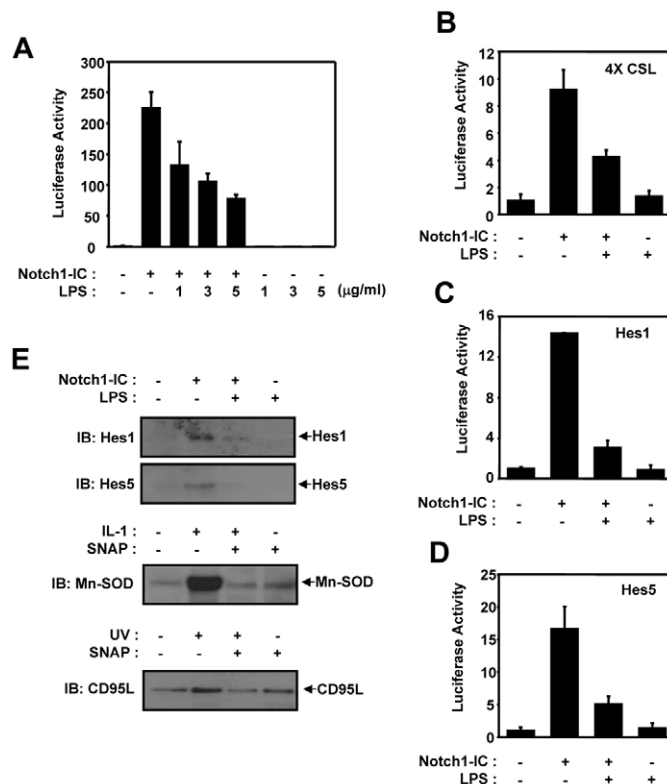 A
Luciferase Activity
300
250
200
150
100
50
0
Notch1-IC : - + + + + - - -
LPS : - - 1 3 5 1 3 5 (μg/ml)
B
Luciferase Activity
12
10
8
6
4
2
0
4X CSL
Notch1-IC : - + + -
LPS : - - + +
C
Luciferase Activity
16
12
8
4
0
Hes1
Notch1-IC : - + + -
LPS : - - + +
D
Luciferase Activity
25
20
15
10
5
0
Hes5
Notch1-IC : - + + -
LPS : - - + +
E
Notch1-IC : - + + -
LPS : - - + +
IB: Hes1 Hes1
IB: Hes5 Hes5
IL-1 : - + + -
SNAP : - - + +
IB: Mn-SOD Mn-SOD
UV : - + + -
SNAP : - - + +
IB: CD95L CD95L